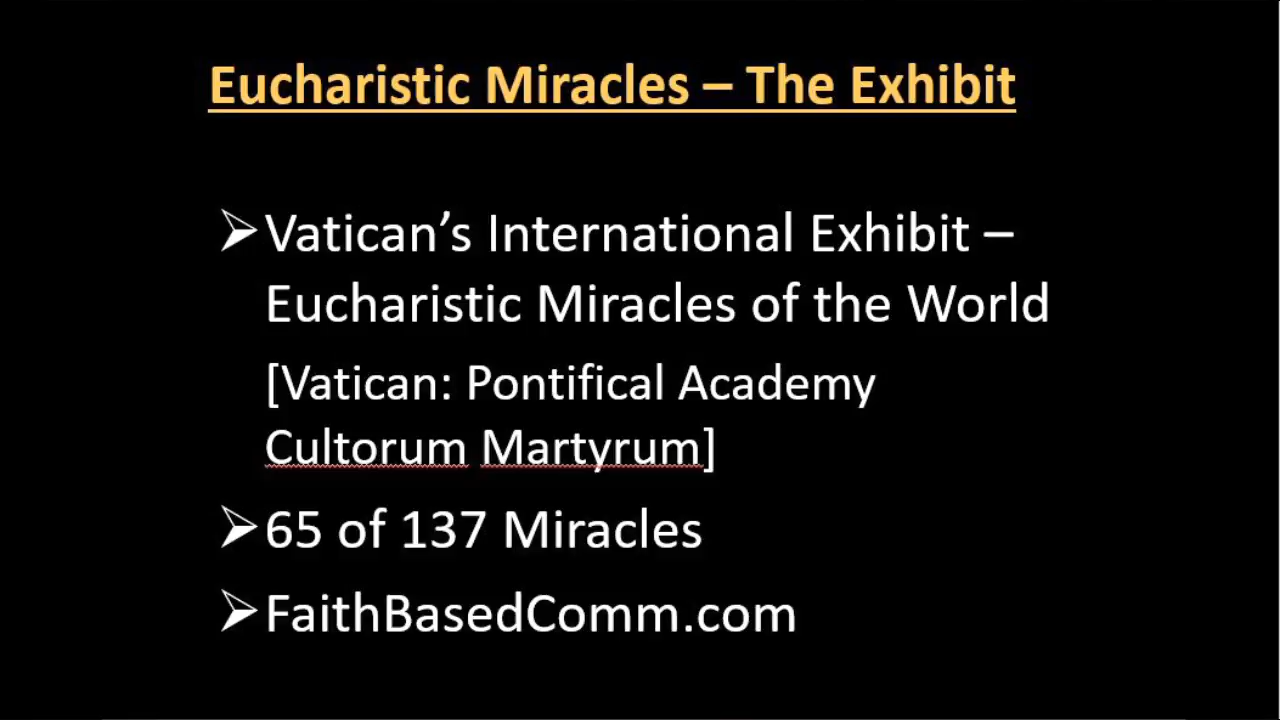 Eucharistic Miracles – The Exhibit
➢Vatican’s International Exhibit –
Eucharistic Miracles of the World
[Vatican: Pontifical Academy
Cultorum Martyrum]
➢65 of 137 Miracles
➢FaithBasedComm.com